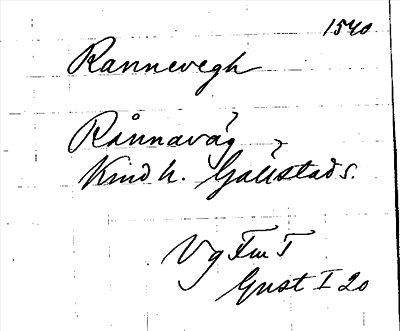 1540
Rannevegh
Rånnaväg
Kind h. Gällstad s.
Vg Fm T
Gust I 20